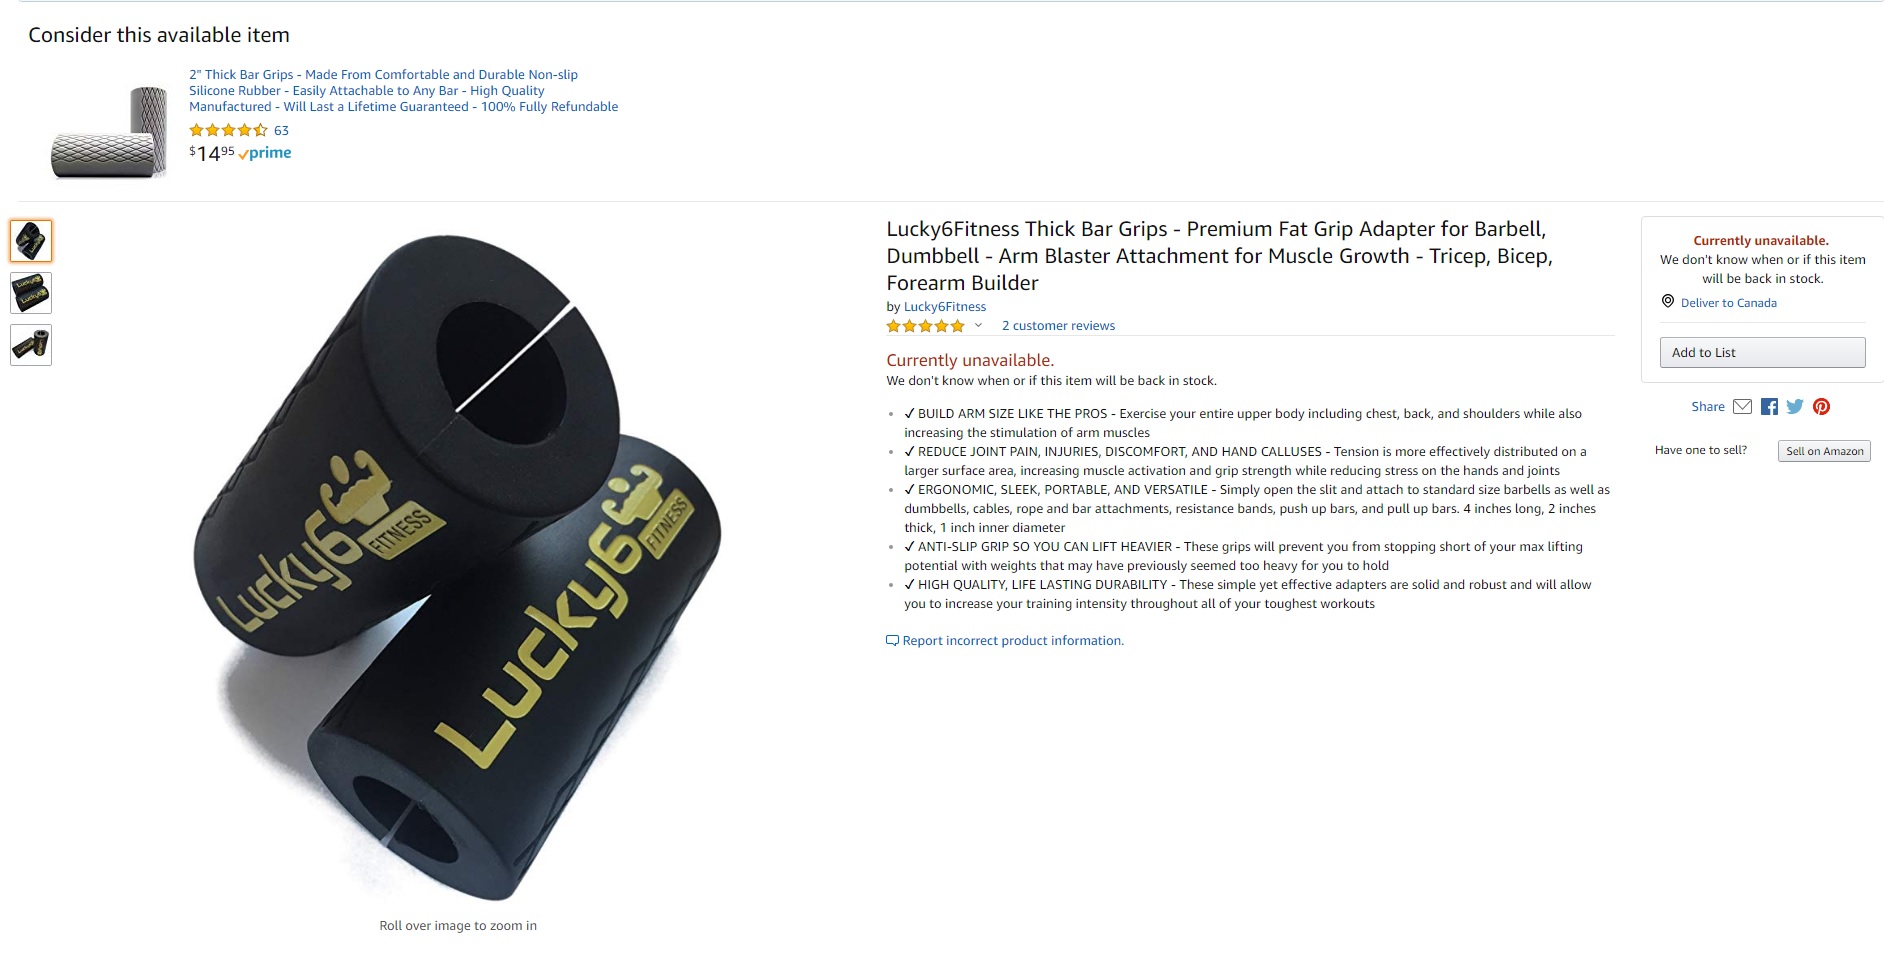 Consider this available item
2" Thick Bar Grips - Made From Comfortable and Durable Non-slip
Silicone Rubber - Easily Attachable to Any Bar - High Quality
Manufactured - Will Last a Lifetime Guaranteed - 100% Fully Refundable
63
$14.95 prime
Lucky6
FITNESS
Lucky6
FITNESS
Roll over image to zoom in
Lucky6Fitness Thick Bar Grips - Premium Fat Grip Adapter for Barbell,
Dumbbell - Arm Blaster Attachment for Muscle Growth - Tricep, Bicep,
Forearm Builder
by Lucky6Fitness
2 customer reviews
Currently unavailable.
We don't know when or if this item will be back in stock.
• ✓ BUILD ARM SIZE LIKE THE PROS - Exercise your entire upper body including chest, back, and shoulders while also
increasing the stimulation of arm muscles
• ✓ REDUCE JOINT PAIN, INJURIES, DISCOMFORT, AND HAND CALLUSES - Tension is more effectively distributed on a
larger surface area, increasing muscle activation and grip strength while reducing stress on the hands and joints
• ✓ ERGONOMIC, SLEEK, PORTABLE, AND VERSATILE - Simply open the slit and attach to standard size barbells as well as
dumbbells, cables, rope and bar attachments, resistance bands, push up bars, and pull up bars. 4 inches long, 2 inches
thick, 1 inch inner diameter
• ✓ ANTI-SLIP GRIP SO YOU CAN LIFT HEAVIER - These grips will prevent you from stopping short of your max lifting
potential with weights that may have previously seemed too heavy for you to hold
• ✓ HIGH QUALITY, LIFE LASTING DURABILITY - These simple yet effective adapters are solid and robust and will allow
you to increase your training intensity throughout all of your toughest workouts
Report incorrect product information.
Currently unavailable.
We don't know when or if this item
will be back in stock.
Deliver to Canada
Add to List
Share
Have one to sell?
Sell on Amazon